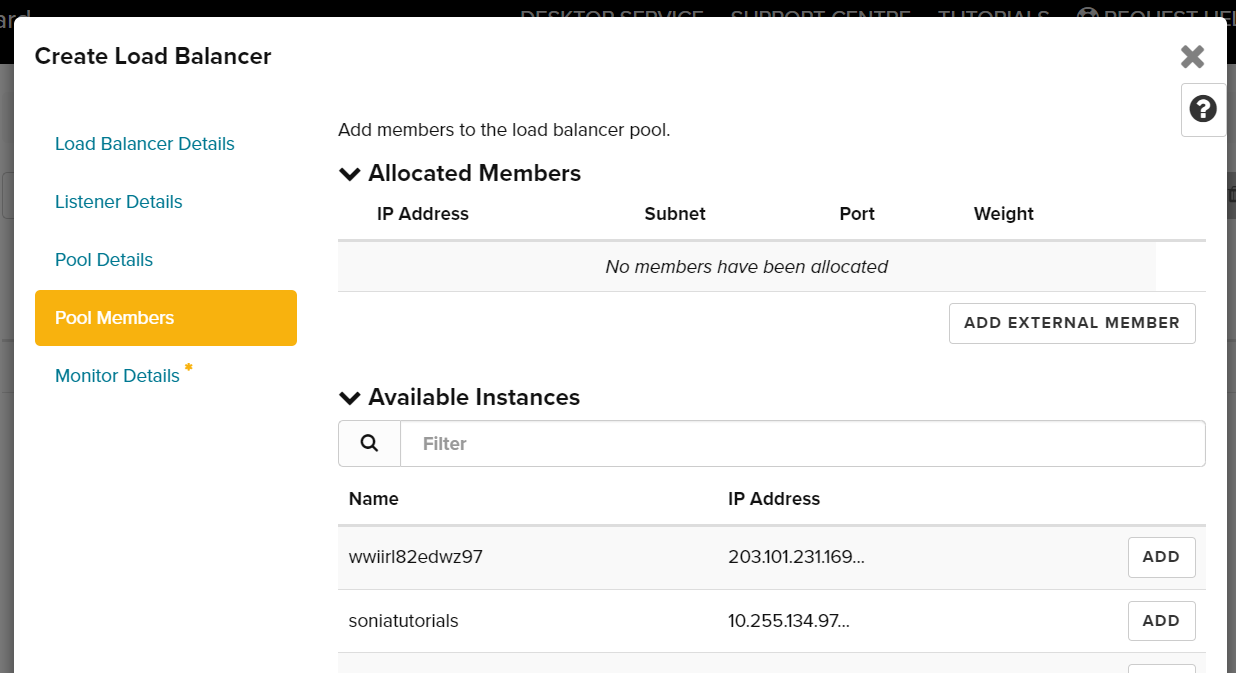 DESKTOP SERVICE SUPPORT CENTRE TUTORIALS REQUEST HEL
Create Load Balancer
Load Balancer Details
Listener Details
Pool Details
Pool Members
Monitor Details *
Add members to the load balancer pool.
Allocated Members
IP Address Subnet Port Weight
No members have been allocated
ADD EXTERNAL MEMBER
Available Instances
Filter
Name IP Address
wwiirl82edwz97 203.101.231.169... ADD
soniatutorials 10.255.134.97... ADD